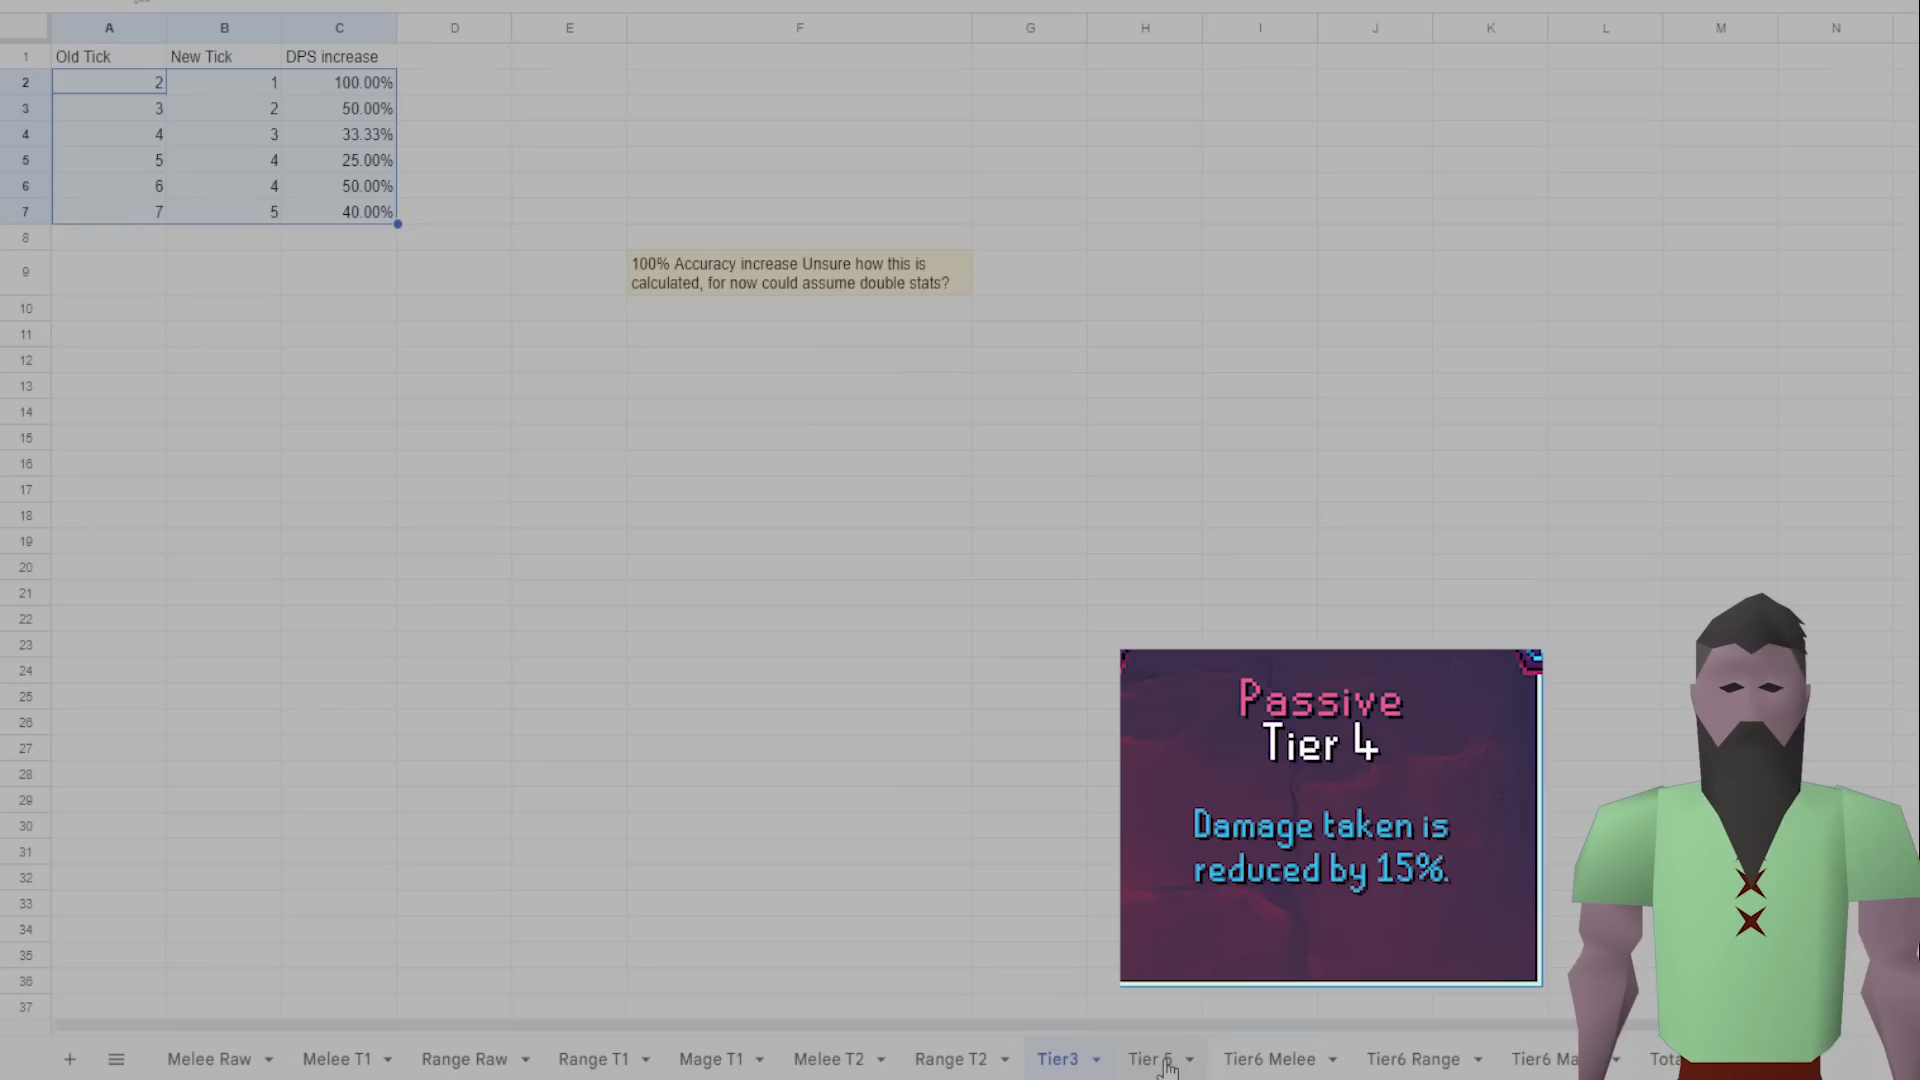 A B C D E F G H I J K L M N
1 Old Tick New Tick DPS increase
2 2 1 100.00%
3 3 2 50.00%
4 4 3 33.33%
5 5 4 25.00%
6 6 4 50.00%
7 7 5 40.00%
8
9 100% Accuracy increase Unsure how this is
calculated, for now could assume double stats?
10
11
12
13
14
15
16
17
18
19
20
21
22
23
24
25
26
27
28
29
30
31
32
33
34
35
36
37
Passive
Tier 4
Damage taken is
reduced by 15%.
Melee Raw Melee T1 Range Raw Range T1 Mage T1 Melee T2 Range T2 Tier3 Tier 5 Tier6 Melee Tier6 Range Tier6 Ma Tota